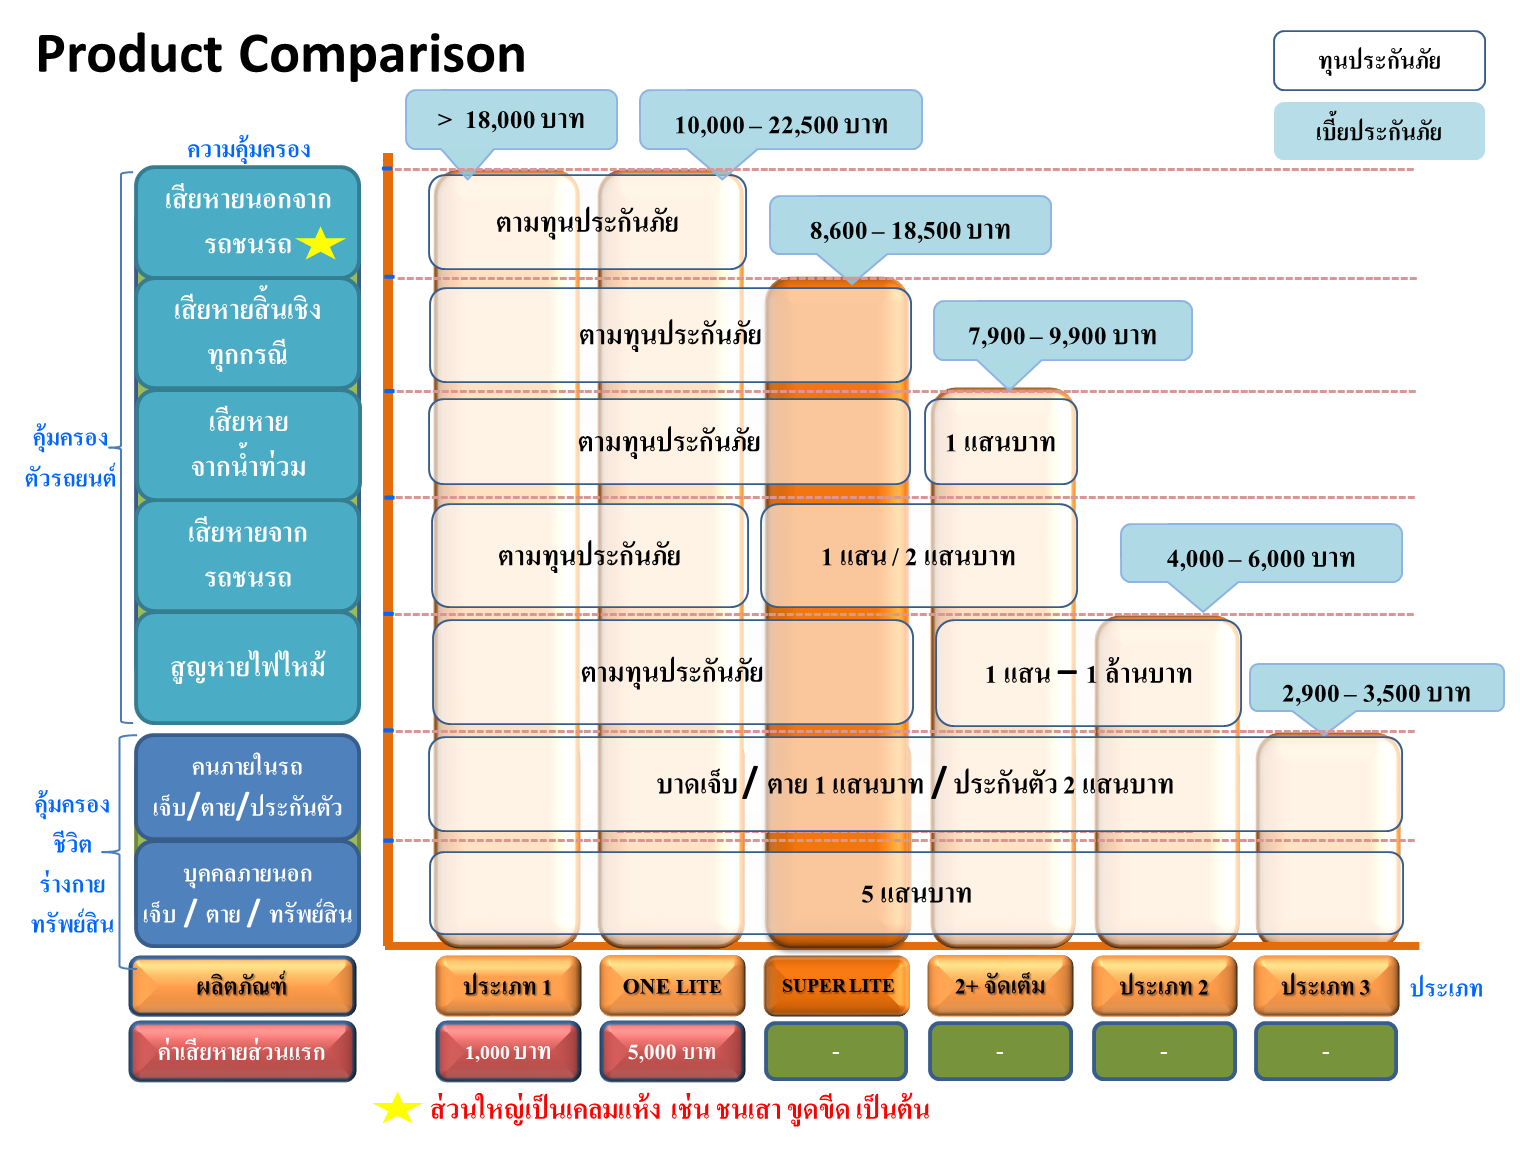 Product Comparison
ทุนประกันภัย
เบี้ยประกันภัย
> 18,000 บาท
10,000 – 22,500 บาท
8,600 – 18,500 บาท
7,900 – 9,900 บาท
4,000 – 6,000 บาท
2,900 – 3,500 บาท
ความคุ้มครอง
คุ้มครอง
ตัวรถยนต์
เสียหายนอกจาก
รถชนรถ
ตามทุนประกันภัย
เสียหายสิ้นเชิง
ทุกกรณี
ตามทุนประกันภัย
เสียหาย
จากน้ำท่วม
ตามทุนประกันภัย
1 แสนบาท
เสียหายจาก
รถชนรถ
ตามทุนประกันภัย
1 แสน / 2 แสนบาท
สูญหายไฟไหม้
ตามทุนประกันภัย
1 แสน – 1 ล้านบาท
คุ้มครอง
ชีวิต
ร่างกาย
ทรัพย์สิน
คนภายในรถ
เจ็บ/ตาย/ประกันตัว
บาดเจ็บ / ตาย 1 แสนบาท / ประกันตัว 2 แสนบาท
บุคคลภายนอก
เจ็บ / ตาย / ทรัพย์สิน
5 แสนบาท
ผลิตภัณฑ์
ประเภท 1
ONE LITE
SUPER LITE
2+ จัดเต็ม
ประเภท 2
ประเภท 3
ประเภท
ค่าเสียหายส่วนแรก
1,000 บาท
5,000 บาท
-
-
-
-
ส่วนใหญ่เป็นเคลมแห้ง เช่น ชนเสา ขูดขีด เป็นต้น